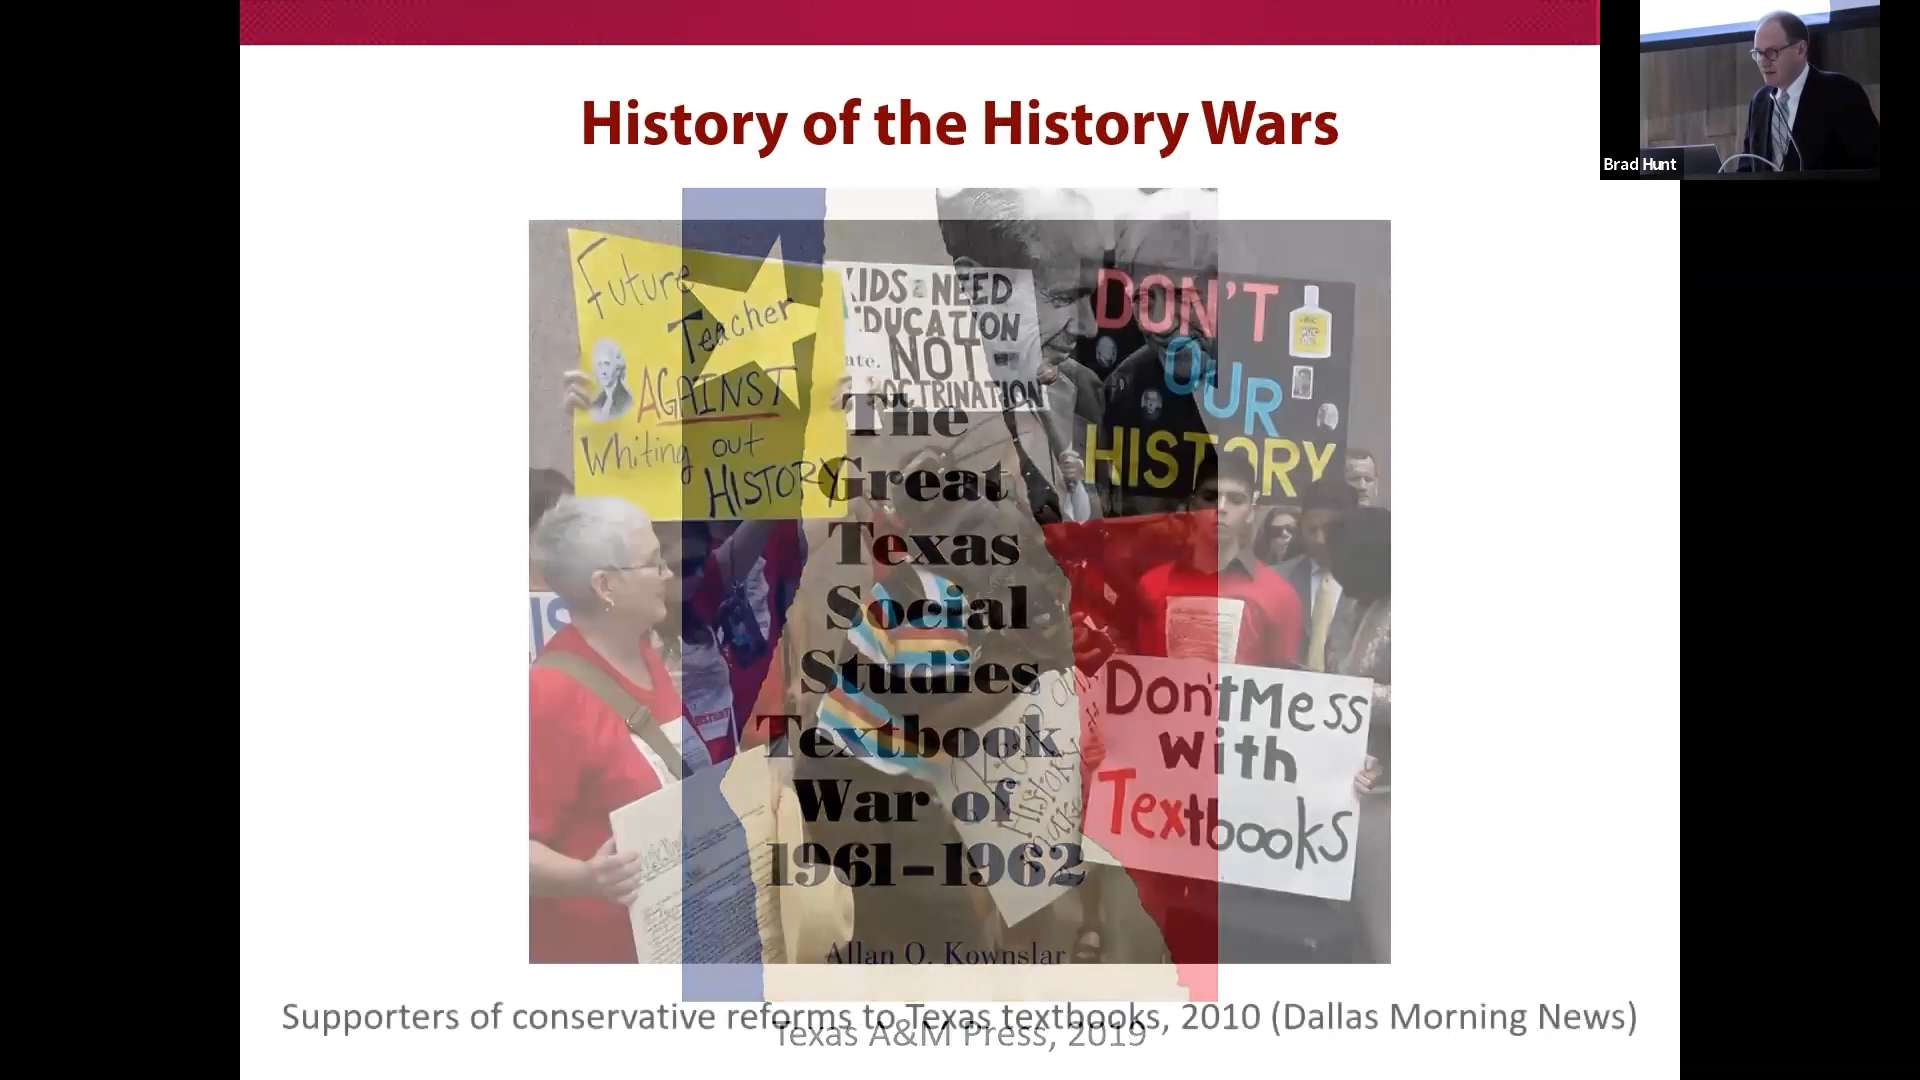 History of the History Wars
Brad Hunt
Future
Teacher
AGAINST
Whiting out
HISTORY
KIDS NEED
EDUCATION
NOT
DON'T
OUR
HISTORY
The
Great
Texas
Social
Studies
Textbook
War of
1961–1962
Allan O. Kownslar
Don't Mess
with
Textbooks
Supporters of conservative reforms to Texas textbooks, 2010 (Dallas Morning News)
Texas A&M Press, 2019